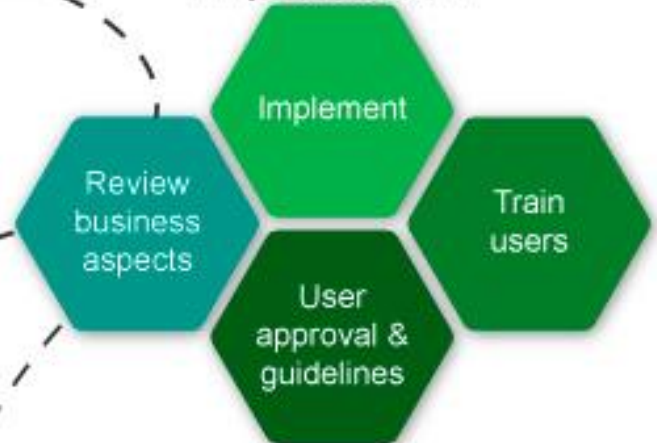 Implement
Review
business
aspects
Train
users
User
approval &
guidelines